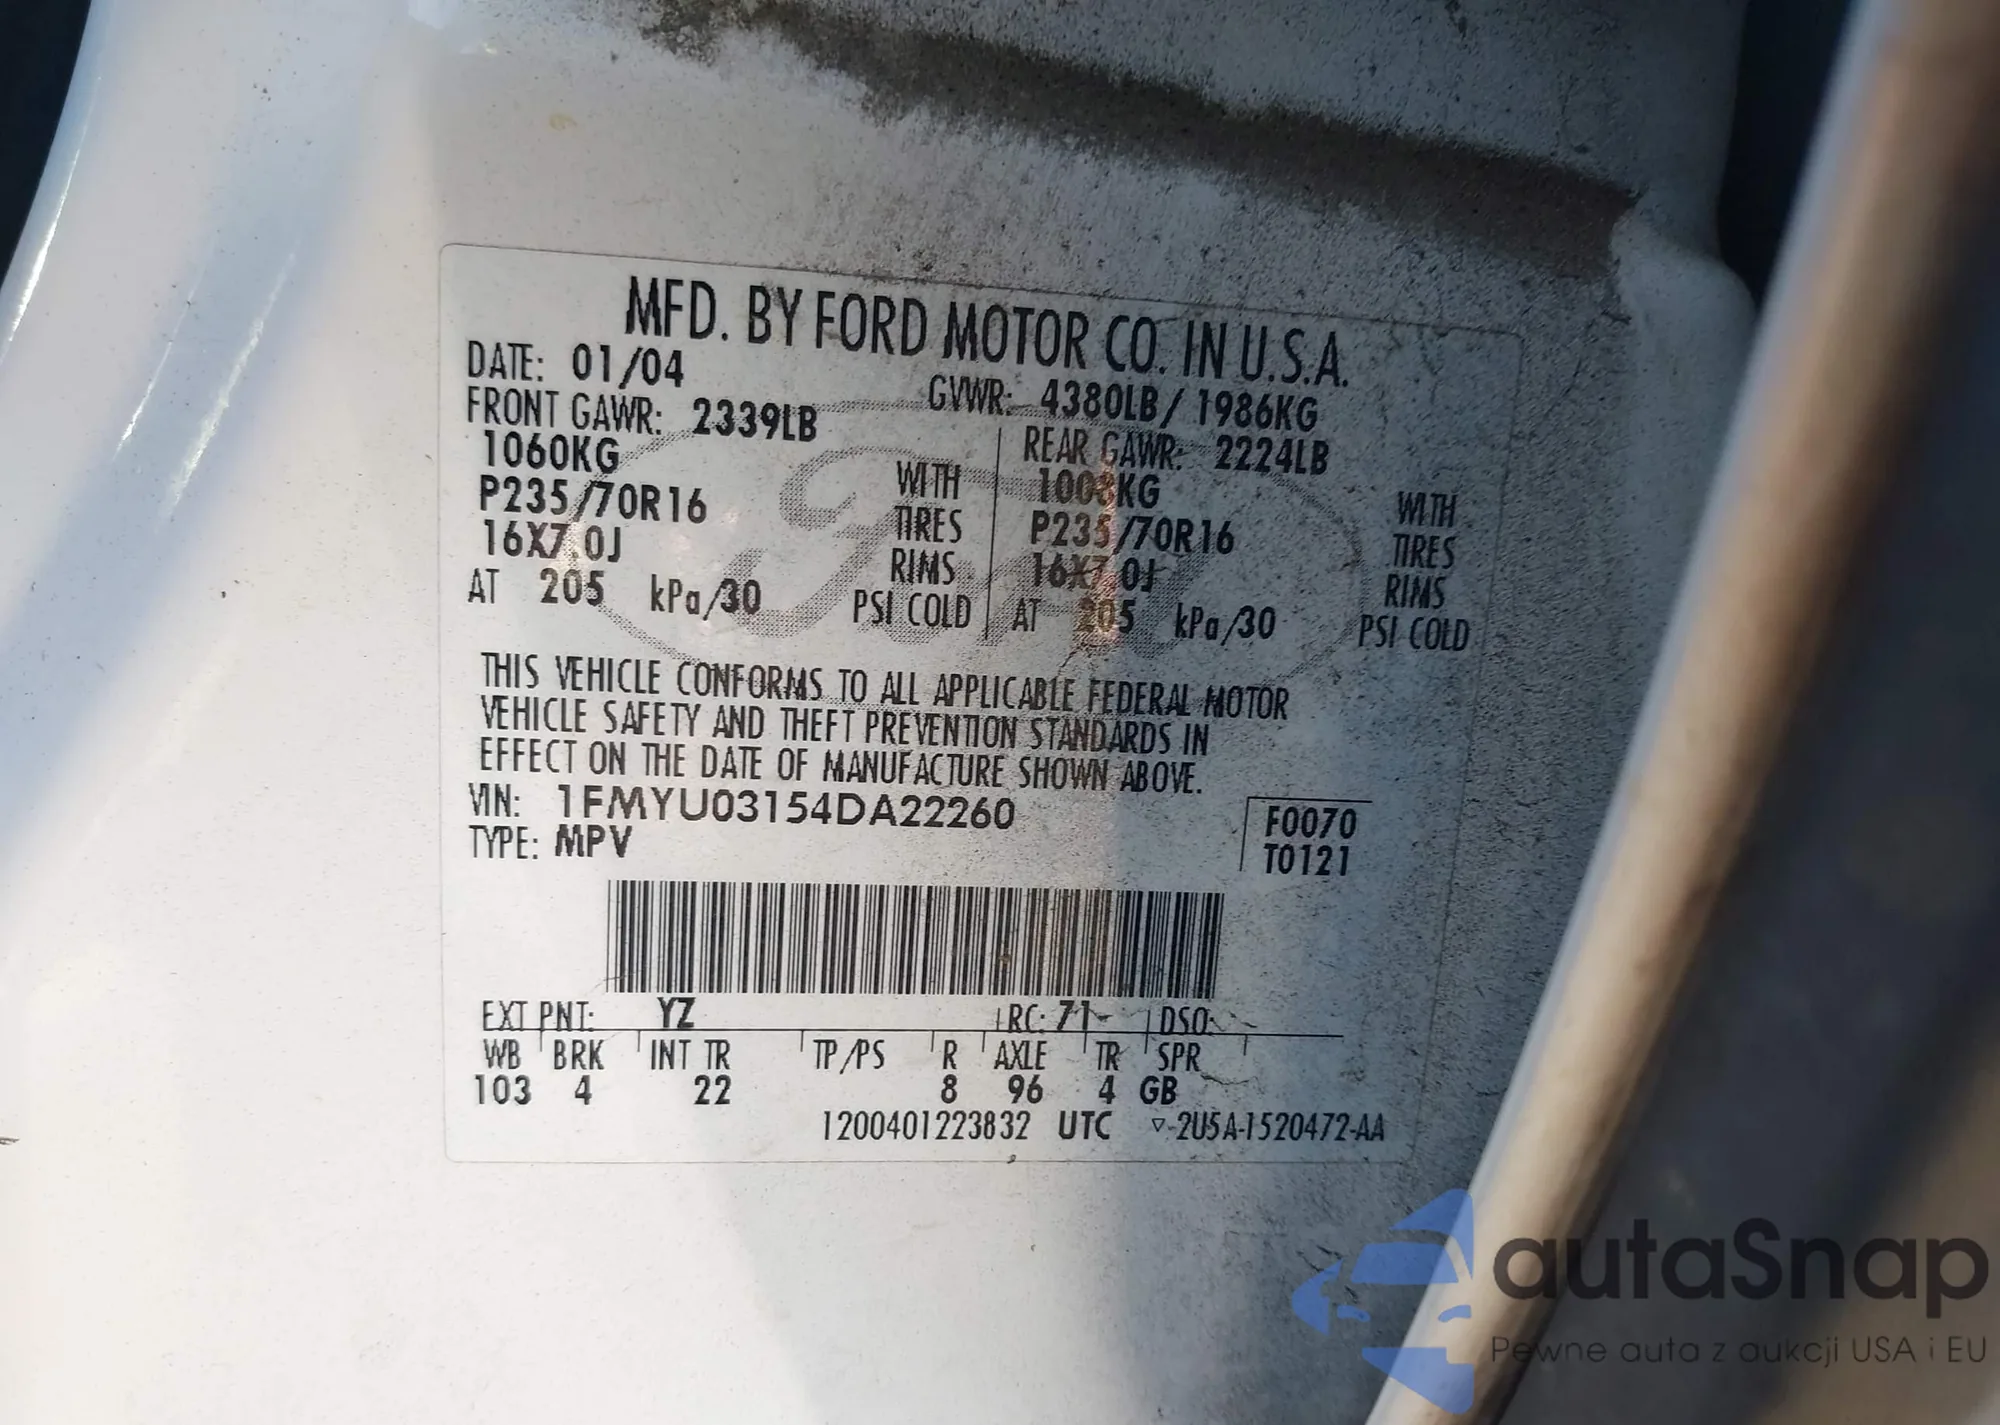 MFD. BY FORD MOTOR CO. IN U.S.A.
DATE: 01/04 GVWR: 4380LB/ 1986KG
FRONT GAWR: 2339LB REAR GAWR: 2224LB
1060KG WITH 1008KG WITH
P235/70R16 TIRES P235/70R16 TIRES
16X7.0J RIMS 16X7.0J RIMS
AT 205 kPa/30 PSI COLD AT 205 kPa/30 PSI COLD
THIS VEHICLE CONFORMS TO ALL APPLICABLE FEDERAL MOTOR
VEHICLE SAFETY AND THEFT PREVENTION STANDARDS IN
EFFECT ON THE DATE OF MANUFACTURE SHOWN ABOVE.
VIN: 1FMYU03154DA22260 F0070
TYPE: MPV T0121
EXT PNT: YZ RC: 71 DSO:
WB BRK INT TR TP/PS R AXLE TR SPR
103 4 22 8 96 4 GB
1200401223832 UTC ▿-2U5A-1520472-AA
autaSnap
Pewne auta z aukcji USA i EU